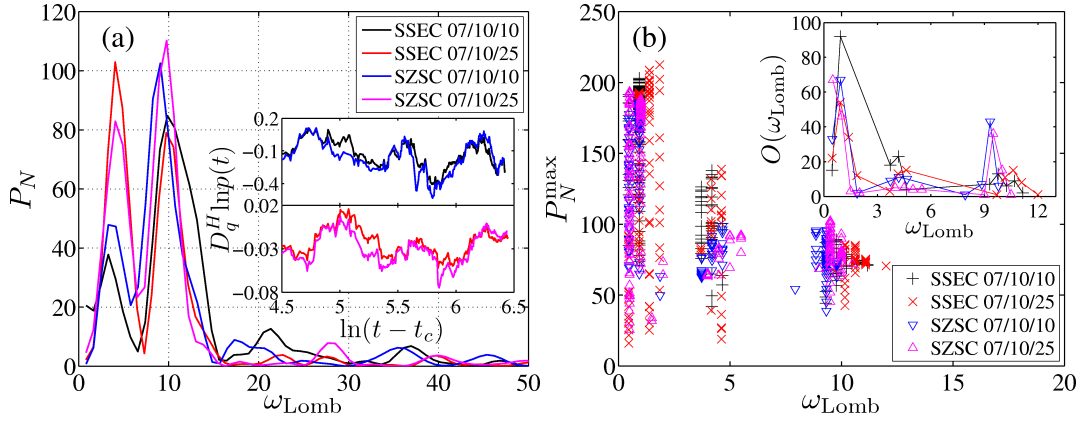 (a)
P_N
120
100
80
60
40
20
0
0 10 20 30 40 50
ω_Lomb
SSEC 07/10/10
SSEC 07/10/25
SZSC 07/10/10
SZSC 07/10/25
D_q^H lnp(t)
0.2
−0.1
−0.4
0.02
−0.03
−0.08
4.5 5 5.5 6 6.5
ln(t − t_c)
(b)
P_N^max
250
200
150
100
50
0
0 5 10 15 20
ω_Lomb
O(ω_Lomb)
100
80
60
40
20
0
0 3 6 9 12
ω_Lomb
SSEC 07/10/10
SSEC 07/10/25
SZSC 07/10/10
SZSC 07/10/25